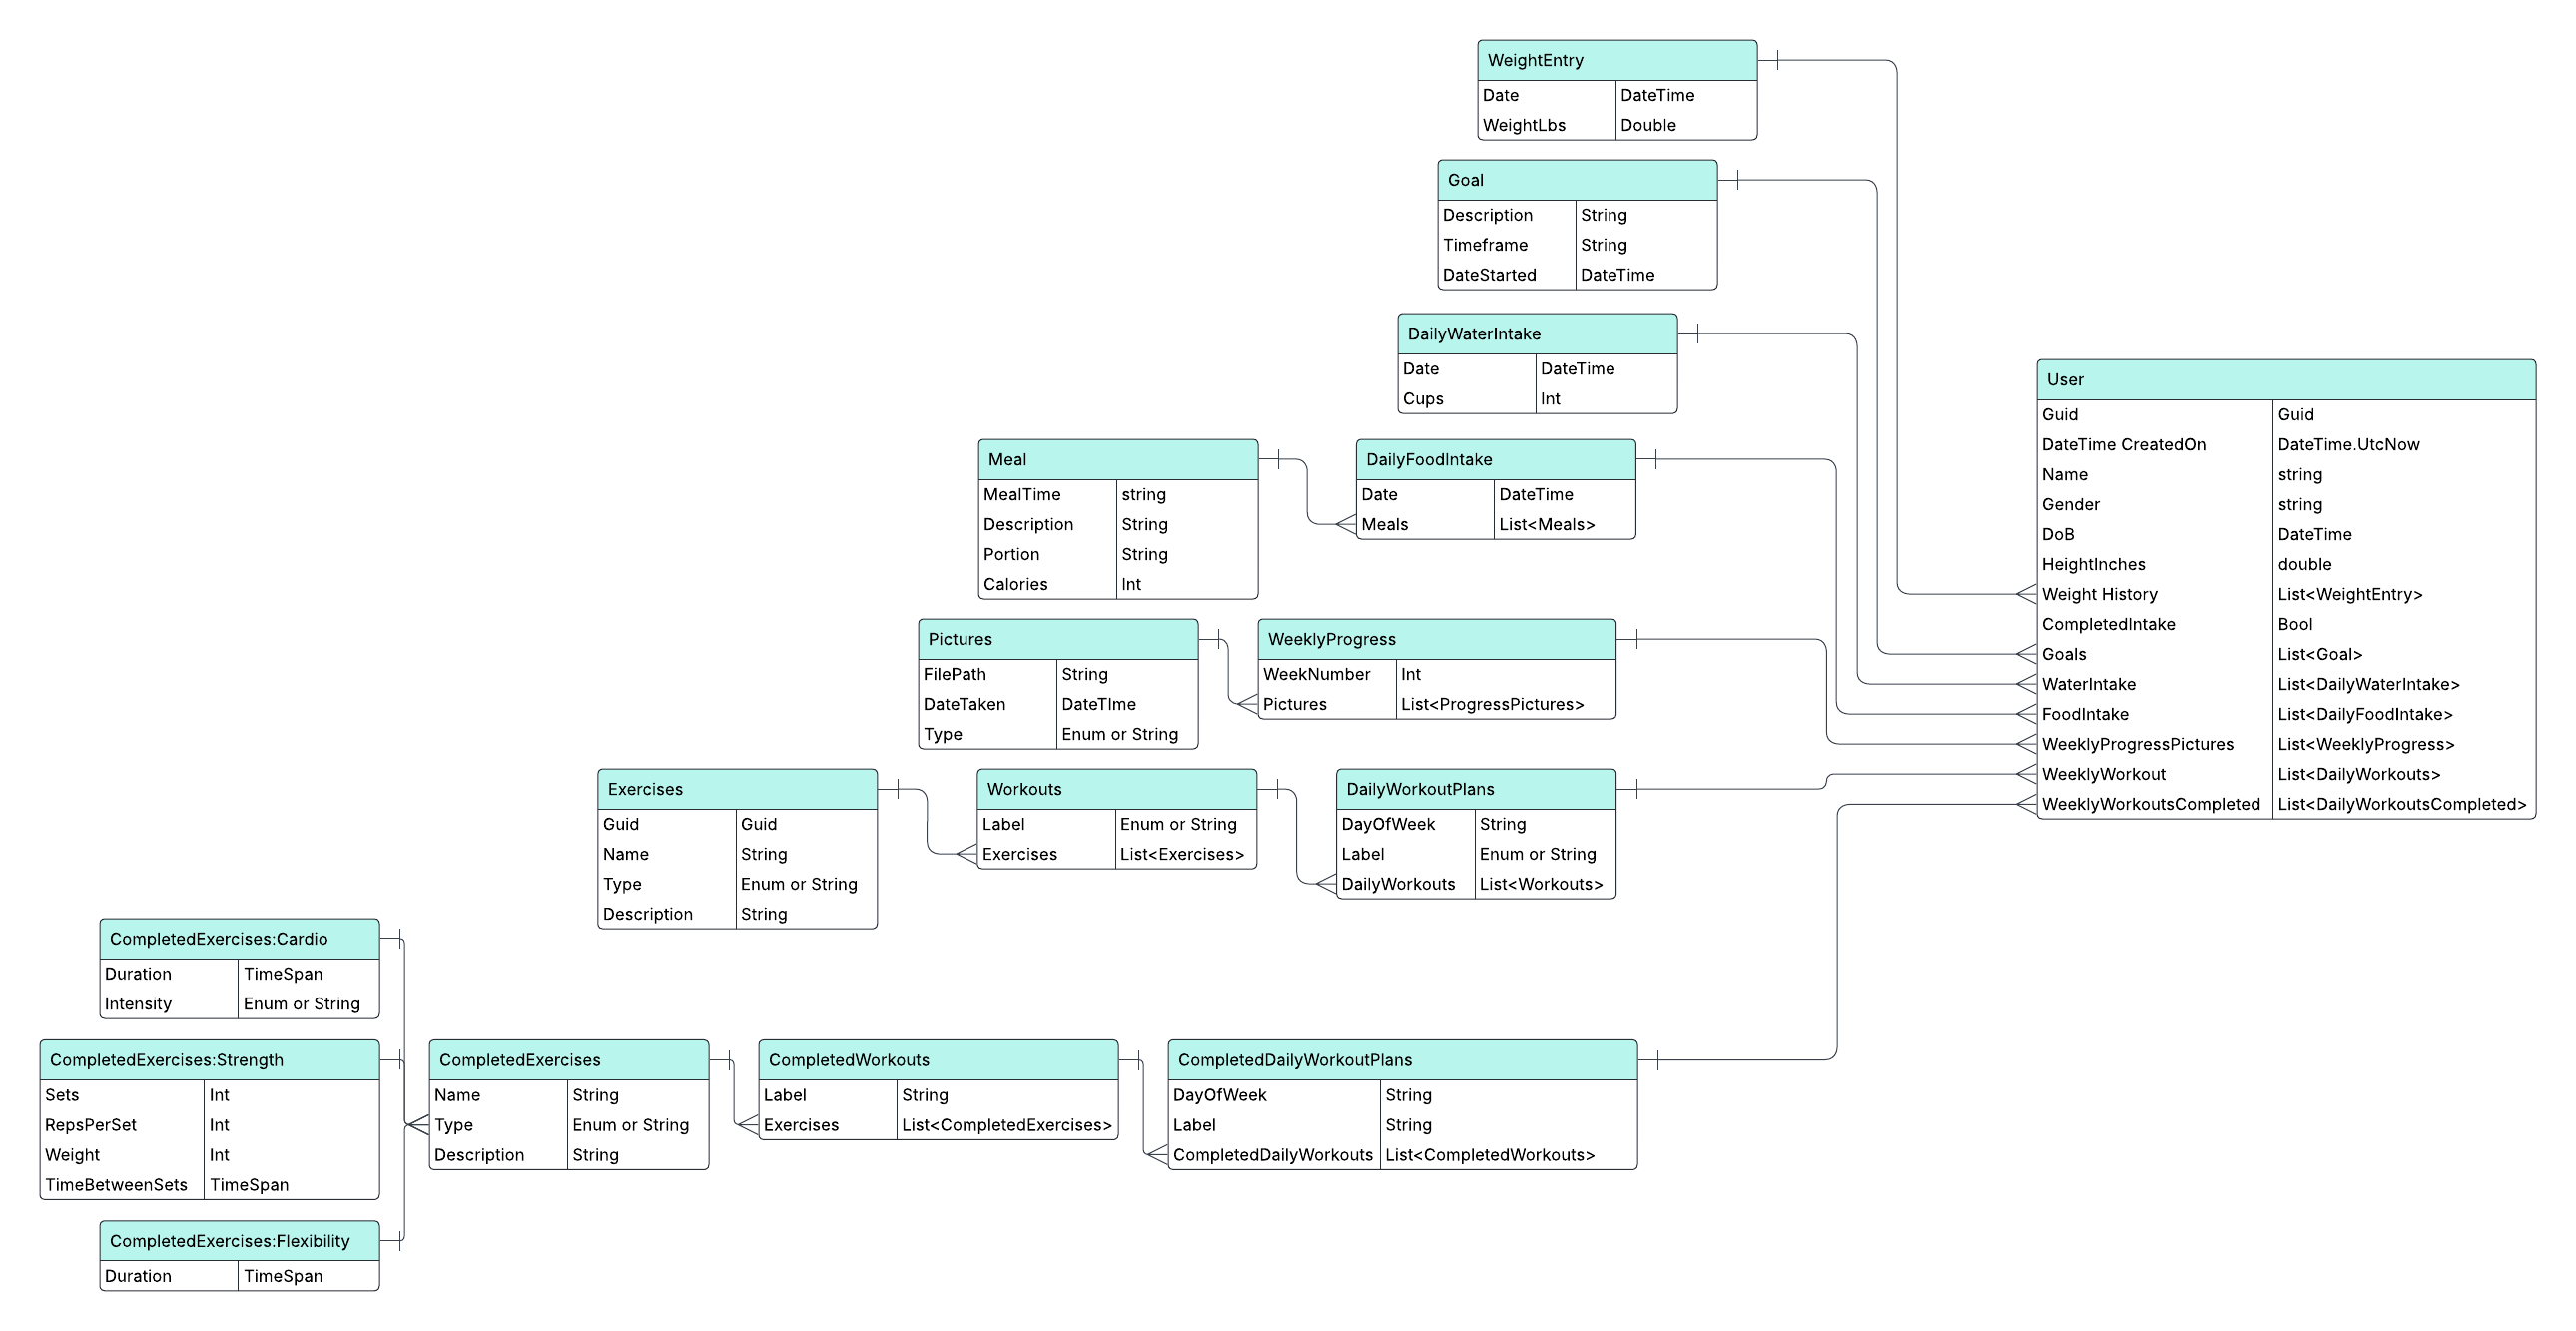 WeightEntry
Date DateTime
WeightLbs Double
Goal
Description String
Timeframe String
DateStarted DateTime
DailyWaterIntake
Date DateTime
Cups Int
User
Guid Guid
DateTime CreatedOn DateTime.UtcNow
Name string
Gender string
DoB DateTime
HeightInches double
Weight History List<WeightEntry>
CompletedIntake Bool
Goals List<Goal>
WaterIntake List<DailyWaterIntake>
FoodIntake List<DailyFoodIntake>
WeeklyProgressPictures List<WeeklyProgress>
WeeklyWorkout List<DailyWorkouts>
WeeklyWorkoutsCompleted List<DailyWorkoutsCompleted>
Meal
MealTime string
Description String
Portion String
Calories Int
DailyFoodIntake
Date DateTime
Meals List<Meals>
Pictures
FilePath String
DateTaken DateTIme
Type Enum or String
WeeklyProgress
WeekNumber Int
Pictures List<ProgressPictures>
Exercises
Guid Guid
Name String
Type Enum or String
Description String
Workouts
Label Enum or String
Exercises List<Exercises>
DailyWorkoutPlans
DayOfWeek String
Label Enum or String
DailyWorkouts List<Workouts>
CompletedExercises:Cardio
Duration TimeSpan
Intensity Enum or String
CompletedExercises:Strength
Sets Int
RepsPerSet Int
Weight Int
TimeBetweenSets TimeSpan
CompletedExercises:Flexibility
Duration TimeSpan
CompletedExercises
Name String
Type Enum or String
Description String
CompletedWorkouts
Label String
Exercises List<CompletedExercises>
CompletedDailyWorkoutPlans
DayOfWeek String
Label String
CompletedDailyWorkouts List<CompletedWorkouts>